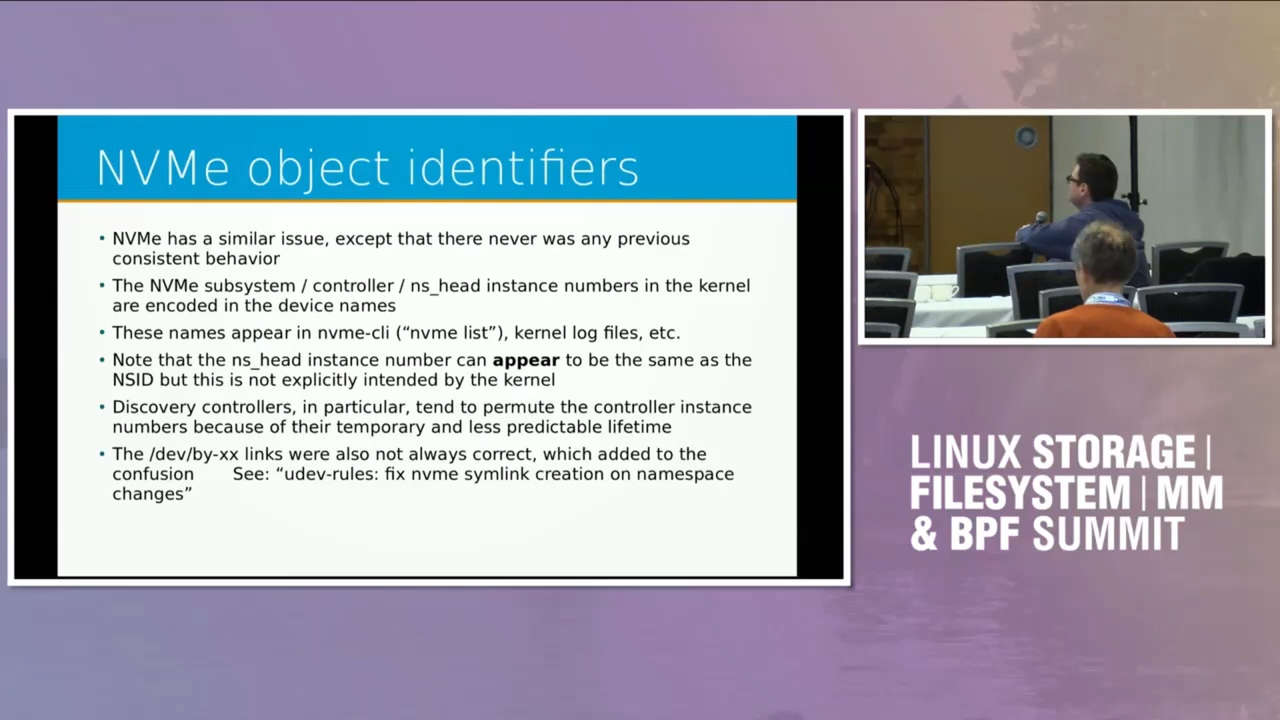 NVMe object identifiers
• NVMe has a similar issue, except that there never was any previous
consistent behavior
• The NVMe subsystem / controller / ns_head instance numbers in the kernel
are encoded in the device names
• These names appear in nvme-cli (“nvme list”), kernel log files, etc.
• Note that the ns_head instance number can appear to be the same as the
NSID but this is not explicitly intended by the kernel
• Discovery controllers, in particular, tend to permute the controller instance
numbers because of their temporary and less predictable lifetime
• The /dev/by-xx links were also not always correct, which added to the
confusion See: “udev-rules: fix nvme symlink creation on namespace
changes”
LINUX STORAGE |
FILESYSTEM | MM
& BPF SUMMIT